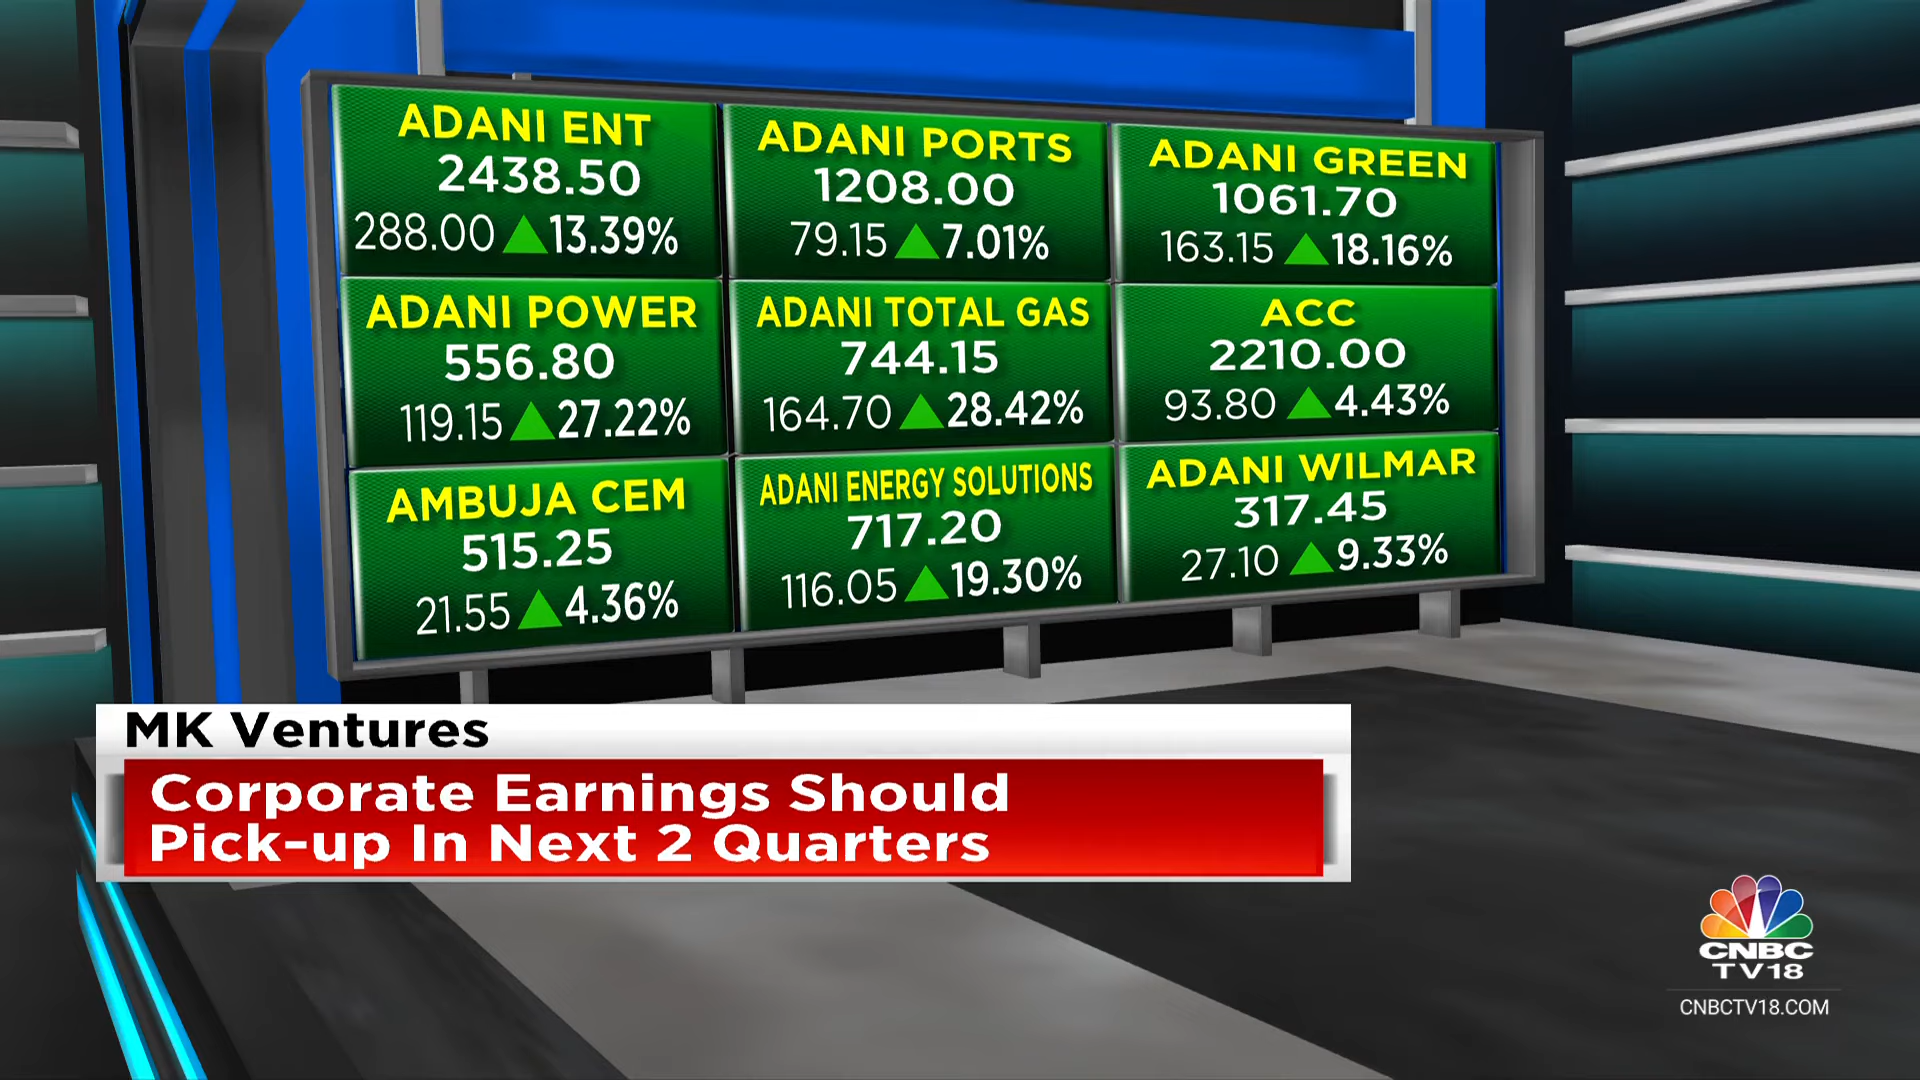 ADANI ENT
2438.50
288.00 ▲ 13.39%
ADANI PORTS
1208.00
79.15 ▲ 7.01%
ADANI GREEN
1061.70
163.15 ▲ 18.16%
ADANI POWER
556.80
119.15 ▲ 27.22%
ADANI TOTAL GAS
744.15
164.70 ▲ 28.42%
ACC
2210.00
93.80 ▲ 4.43%
AMBUJA CEM
515.25
21.55 ▲ 4.36%
ADANI ENERGY SOLUTIONS
717.20
116.05 ▲ 19.30%
ADANI WILMAR
317.45
27.10 ▲ 9.33%
MK Ventures
Corporate Earnings Should
Pick-up In Next 2 Quarters
CNBC
TV18
CNBCTV18.COM